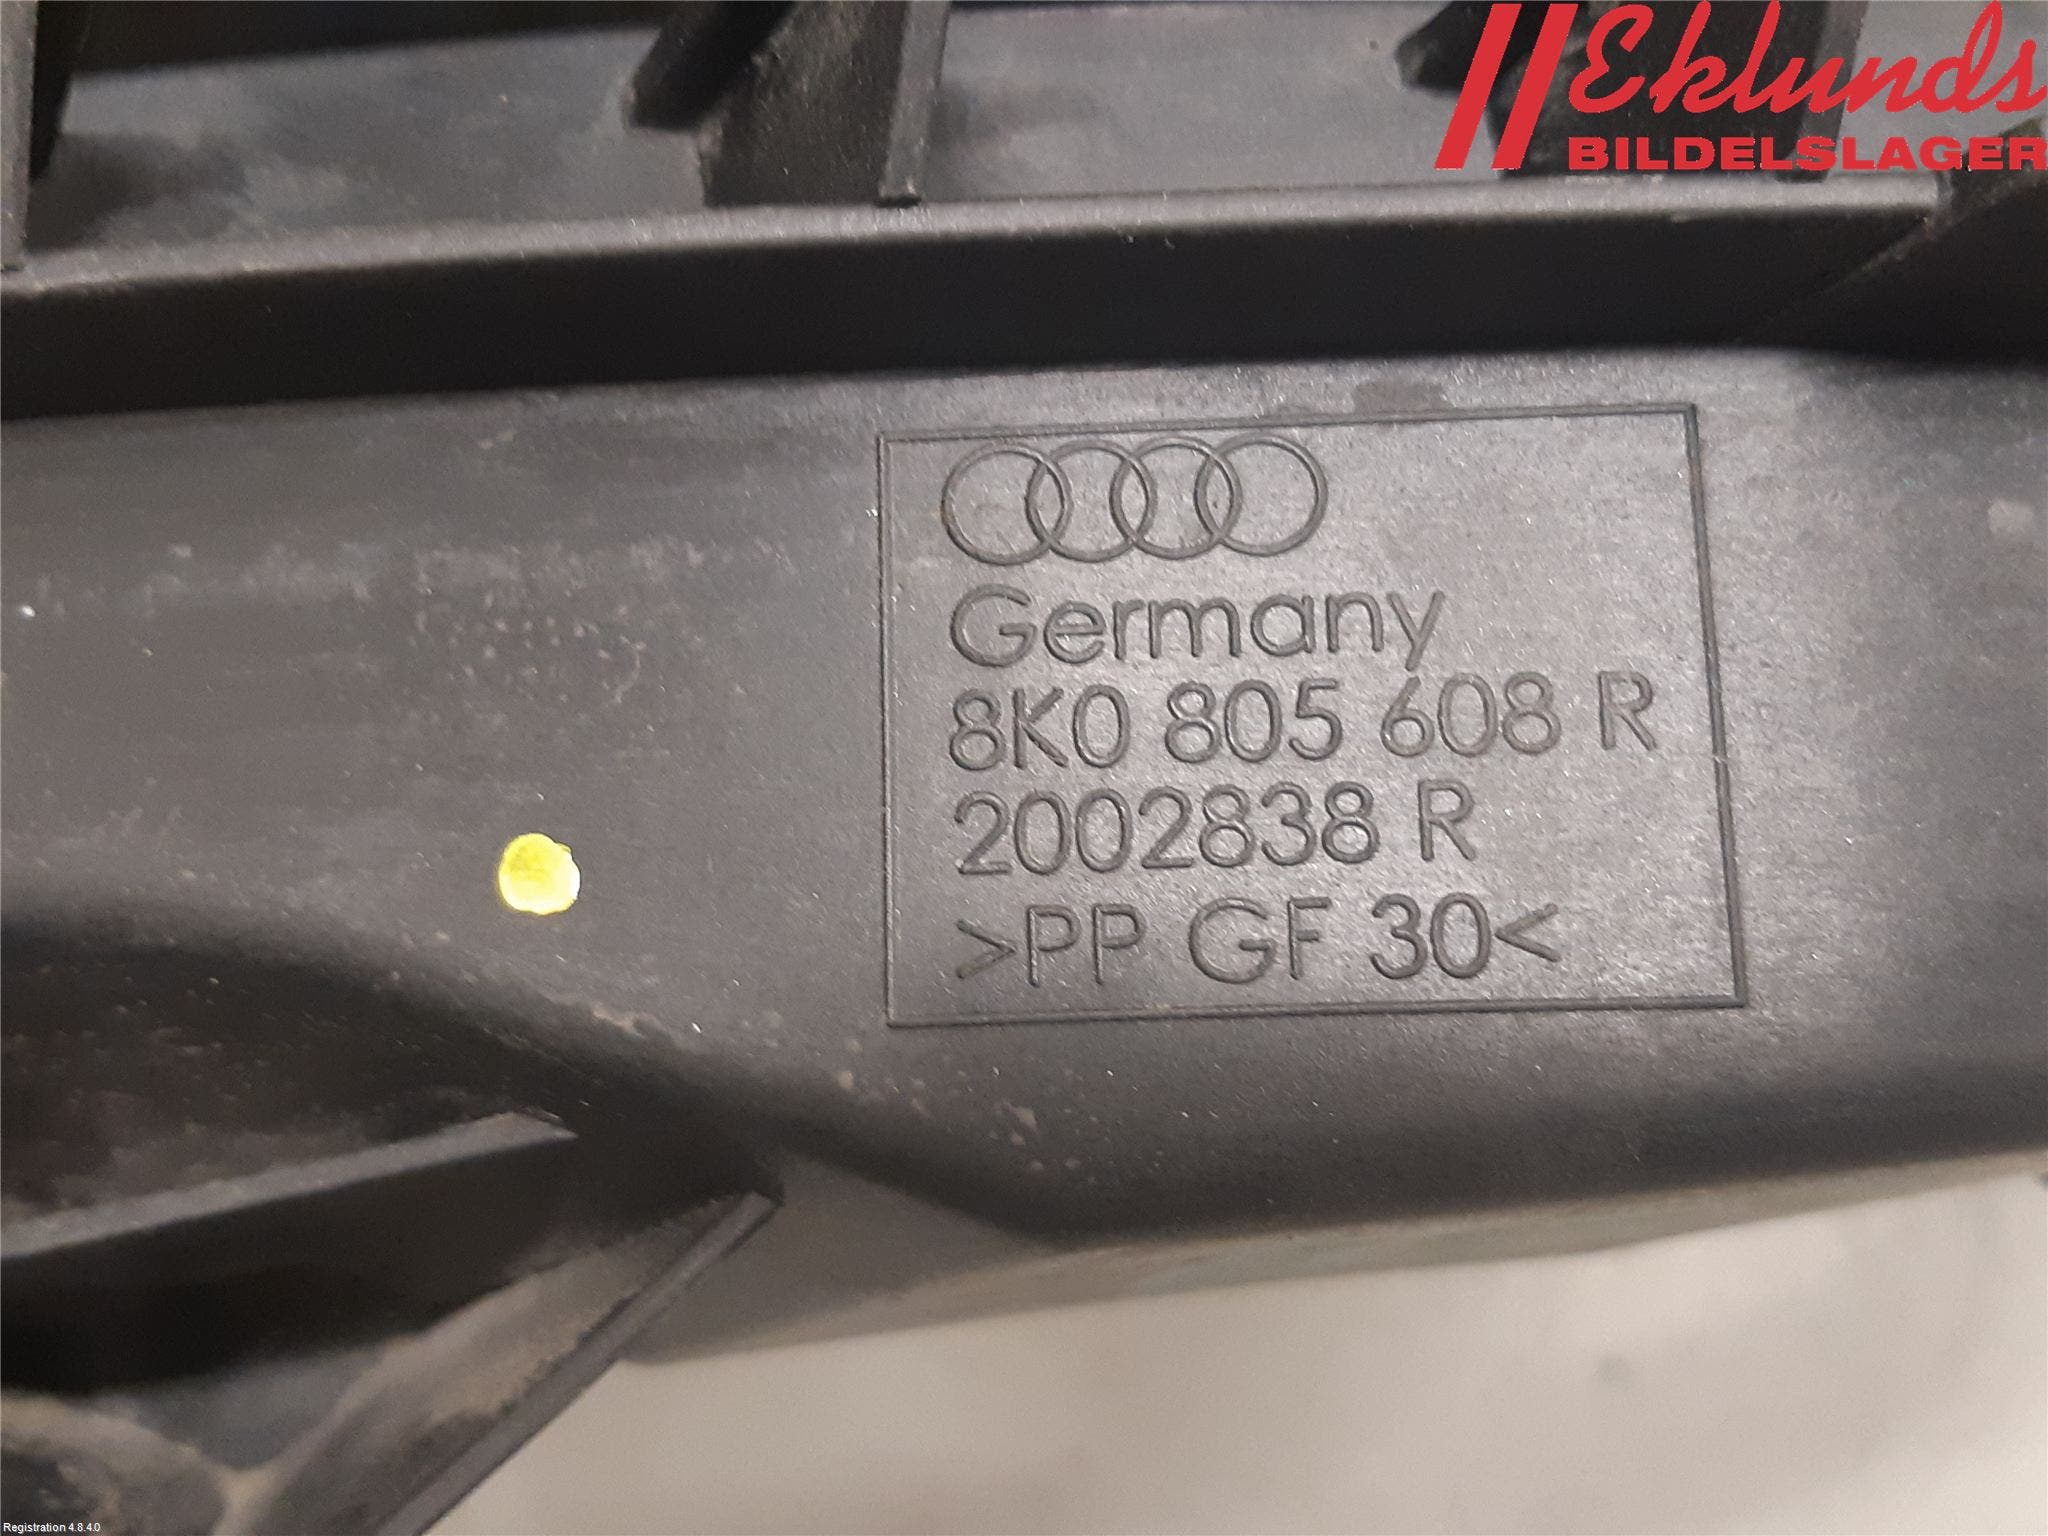 Eklunds
BILDELSLAGER
Germany
8K0 805 608 R
2002838 R
>PP GF 30<
Registration 4.8.4.0